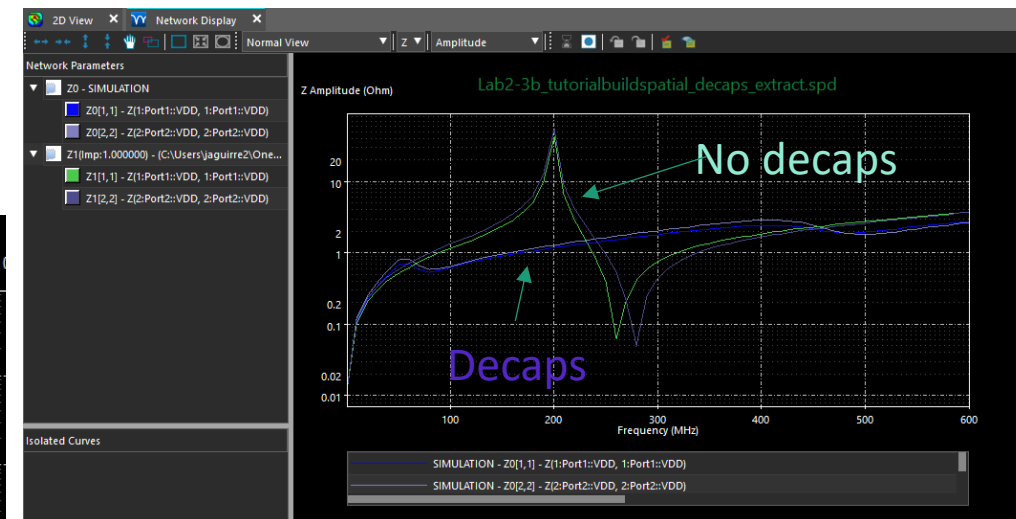 2D View Network Display
Normal View Z Amplitude
Network Parameters
Z0 - SIMULATION
Z0[1,1] - Z(1:Port1::VDD, 1:Port1::VDD)
Z0[2,2] - Z(2:Port2::VDD, 2:Port2::VDD)
Z1(Imp:1.000000) - (C:\Users\jaguirre2\One...
Z1[1,1] - Z(1:Port1::VDD, 1:Port1::VDD)
Z1[2,2] - Z(2:Port2::VDD, 2:Port2::VDD)
Isolated Curves
Z Amplitude (Ohm)
Lab2-3b_tutorialbuildspatial_decaps_extract.spd
No decaps
Decaps
20
10
2
1
0.2
0.1
0.02
0.01
100 200 300 400 500 600
Frequency (MHz)
SIMULATION - Z0[1,1] - Z(1:Port1::VDD, 1:Port1::VDD)
SIMULATION - Z0[2,2] - Z(2:Port2::VDD, 2:Port2::VDD)